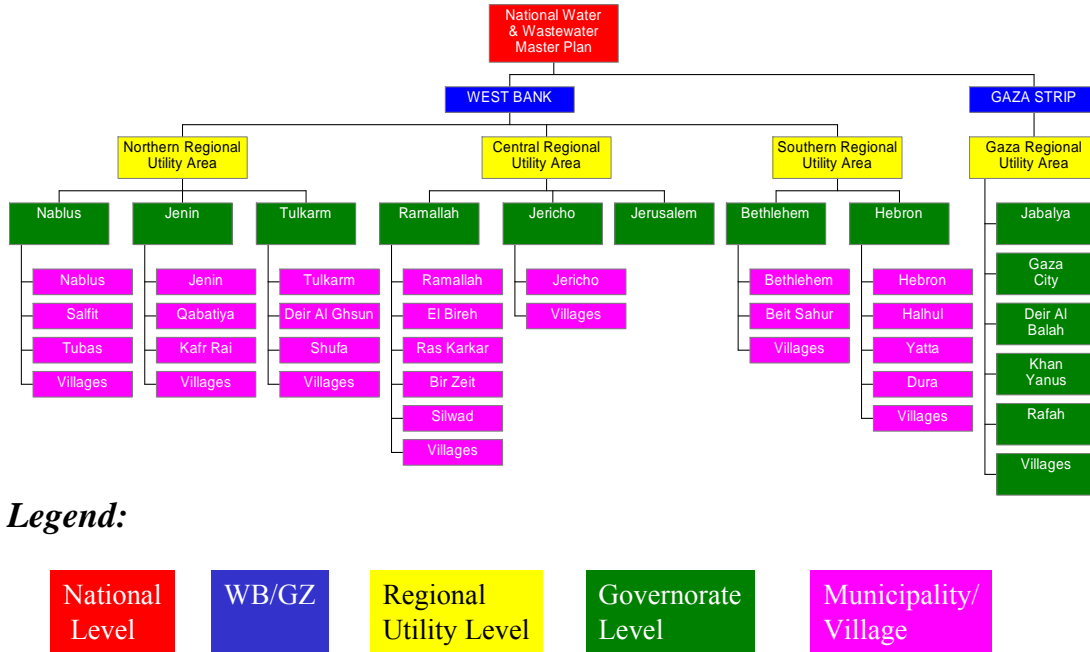 National Water
& Wastewater
Master Plan
WEST BANK
GAZA STRIP
Northern Regional
Utility Area
Central Regional
Utility Area
Southern Regional
Utility Area
Gaza Regional
Utility Area
Nablus
Jenin
Tulkarm
Ramallah
Jericho
Jerusalem
Bethlehem
Hebron
Nablus
Salfit
Tubas
Villages
Jenin
Qabatiya
Kafr Rai
Villages
Tulkarm
Deir Al Ghsun
Shufa
Villages
Ramallah
El Bireh
Ras Karkar
Bir Zeit
Silwad
Villages
Jericho
Villages
Bethlehem
Beit Sahur
Villages
Hebron
Halhul
Yatta
Dura
Villages
Jabalya
Gaza
City
Deir Al
Balah
Khan
Yanus
Rafah
Villages
Legend:
National
Level
WB/GZ
Regional
Utility Level
Governorate
Level
Municipality/
Village